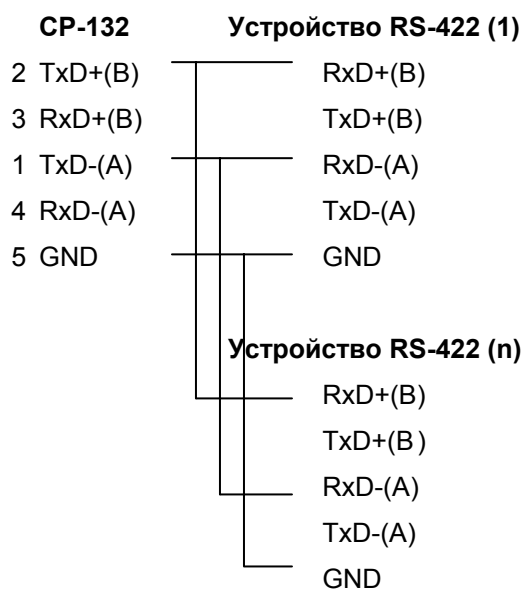 CP-132 Устройство RS-422 (1)
2 TxD+(B) RxD+(B)
3 RxD+(B) TxD+(B)
1 TxD-(A) RxD-(A)
4 RxD-(A) TxD-(A)
5 GND GND
Устройство RS-422 (n)
RxD+(B)
TxD+(B )
RxD-(A)
TxD-(A)
GND